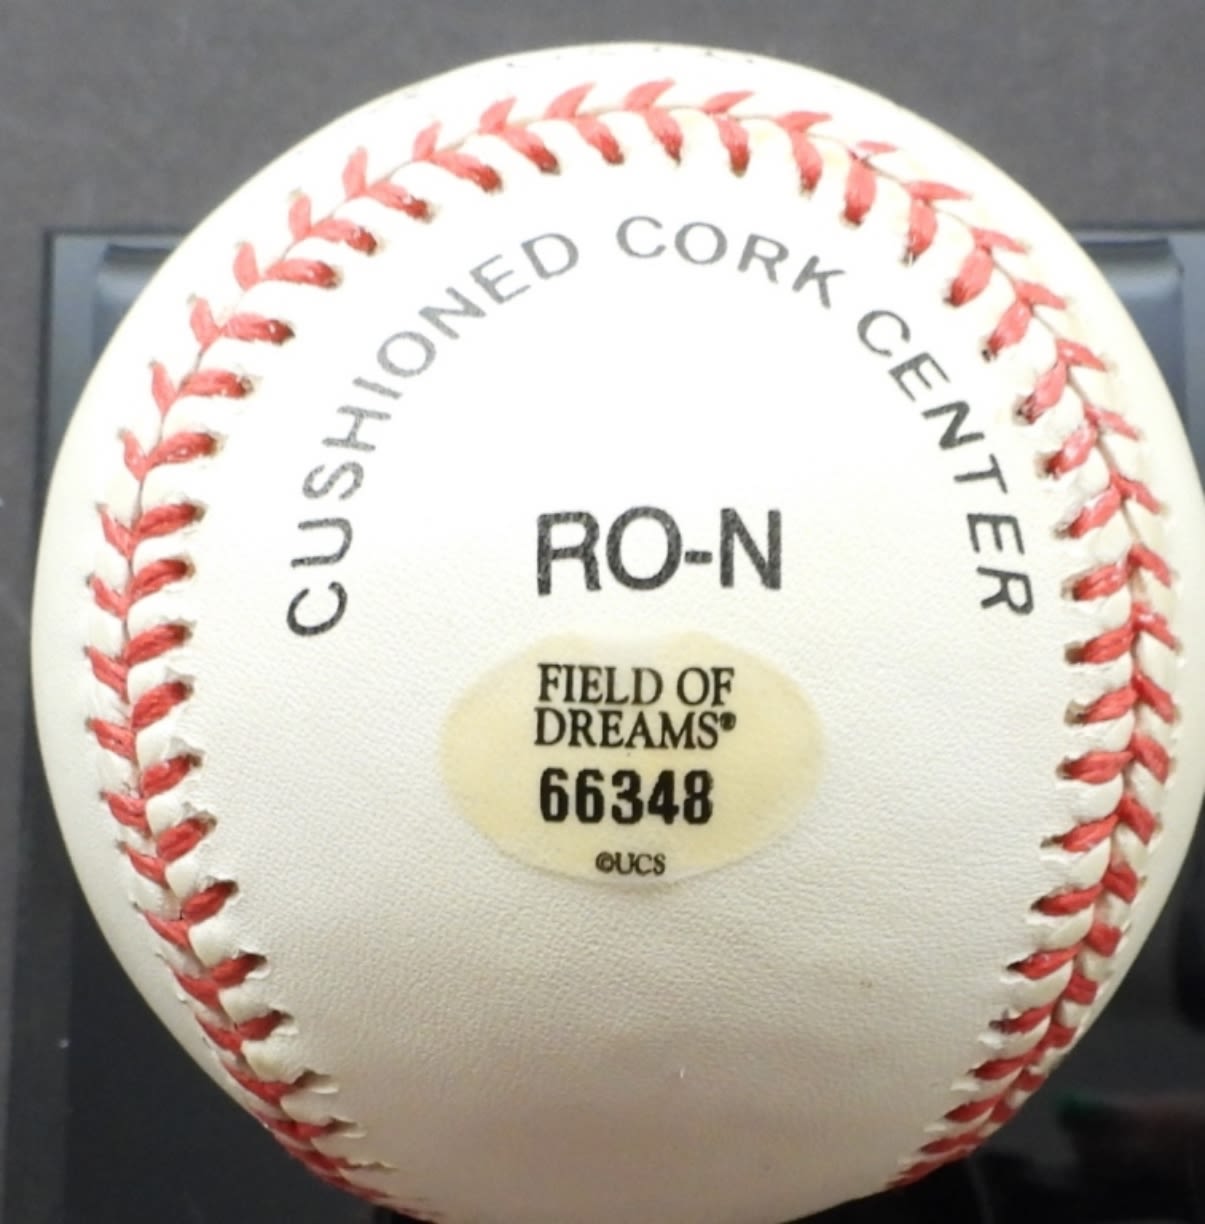 CUSHIONED CORK CENTER
RO-N
FIELD OF
DREAMS®
66348
©UCS